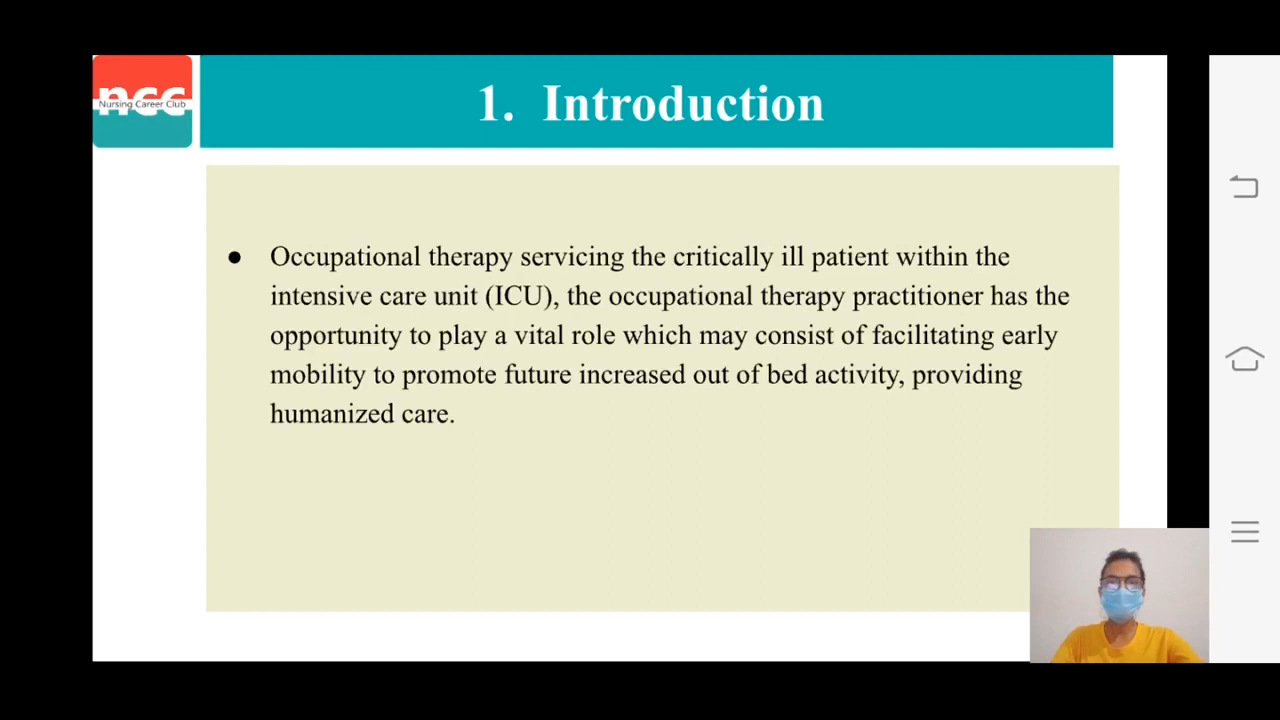 ncc
Nursing Career Club
1. Introduction
● Occupational therapy servicing the critically ill patient within the
intensive care unit (ICU), the occupational therapy practitioner has the
opportunity to play a vital role which may consist of facilitating early
mobility to promote future increased out of bed activity, providing
humanized care.